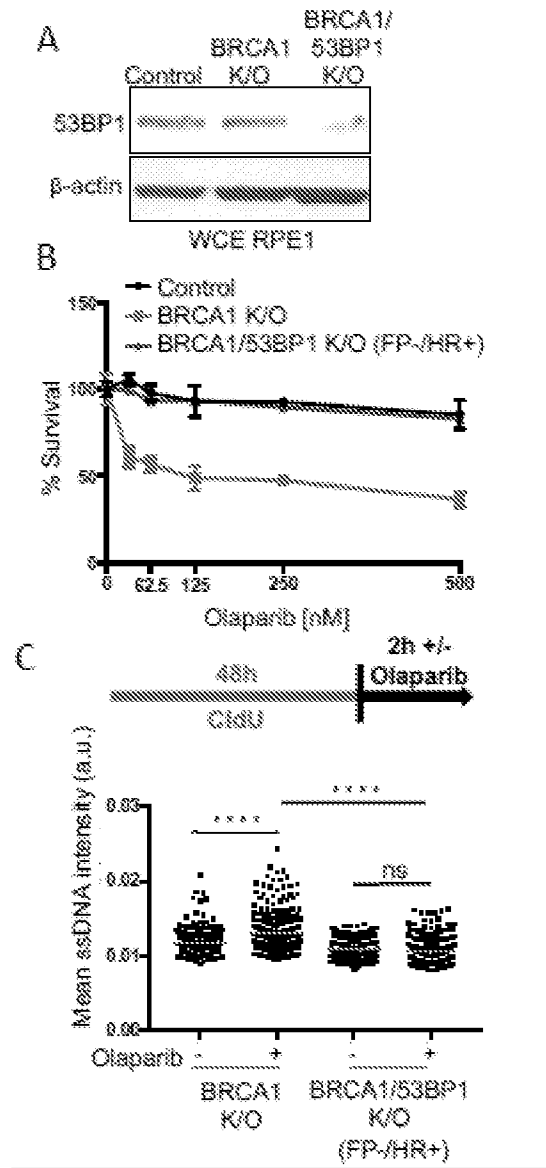 A
Control
BRCA1 K/O
BRCA1/ 53BP1 K/O
53BP1
β-actin
WCE RPE1
B
Control
BRCA1 K/O
BRCA1/53BP1 K/O (FP-/HR+)
% Survival
150
100
50
0
0 62.5 125 250 500
Olaparib [nM]
C
48h
CldU
2h +/-
Olaparib
Mean ssDNA intensity (a.u.)
0.03
0.02
0.01
0.00
****
****
ns
Olaparib - + - +
BRCA1
K/O
BRCA1/53BP1
K/O
(FP-/HR+)